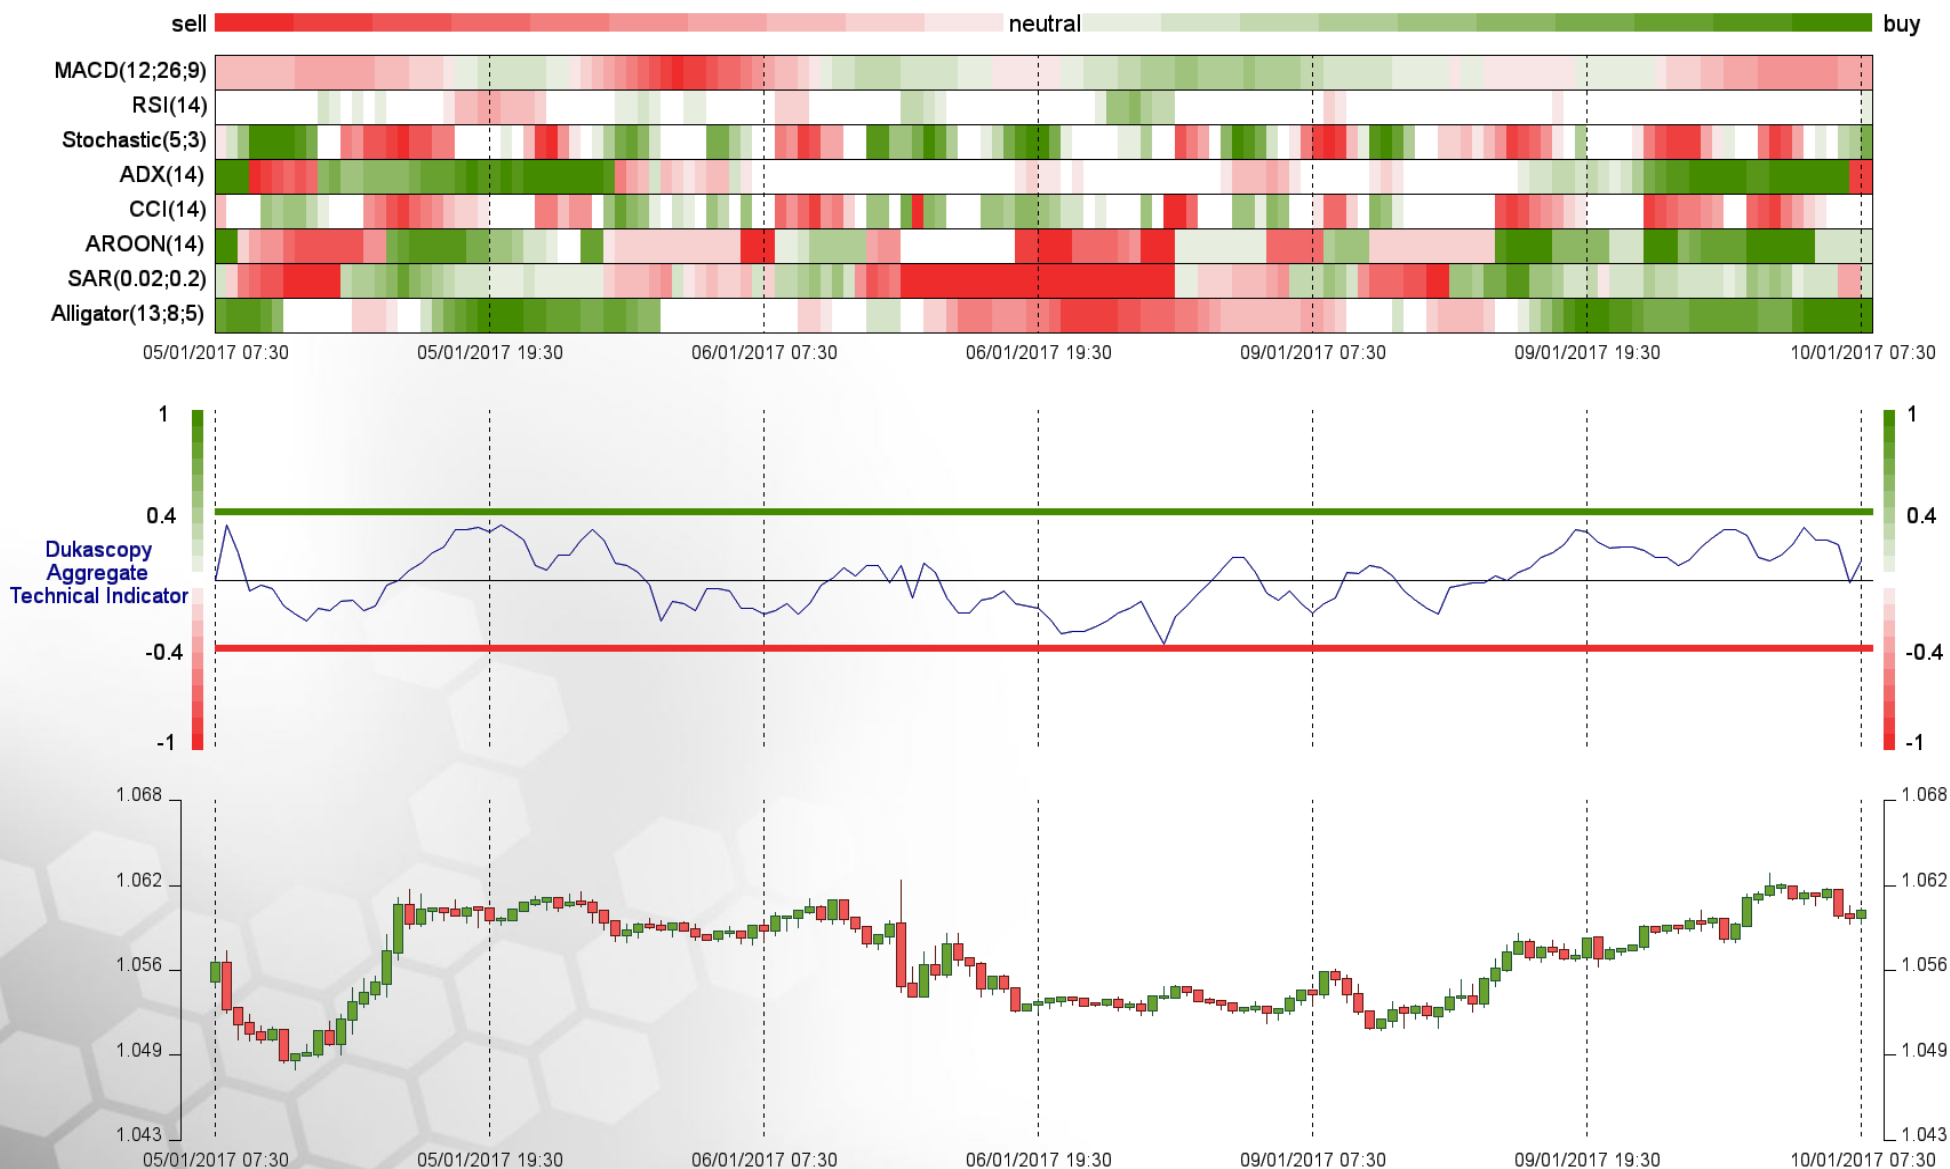 sell neutral buy
MACD(12;26;9)
RSI(14)
Stochastic(5;3)
ADX(14)
CCI(14)
AROON(14)
SAR(0.02;0.2)
Alligator(13;8;5)
05/01/2017 07:30 05/01/2017 19:30 06/01/2017 07:30 06/01/2017 19:30 09/01/2017 07:30 09/01/2017 19:30 10/01/2017 07:30
1 1
0.4 0.4
Dukascopy
Aggregate
Technical Indicator
-0.4 -0.4
-1 -1
1.068 1.068
1.062 1.062
1.056 1.056
1.049 1.049
1.043 1.043
05/01/2017 07:30 05/01/2017 19:30 06/01/2017 07:30 06/01/2017 19:30 09/01/2017 07:30 09/01/2017 19:30 10/01/2017 07:30